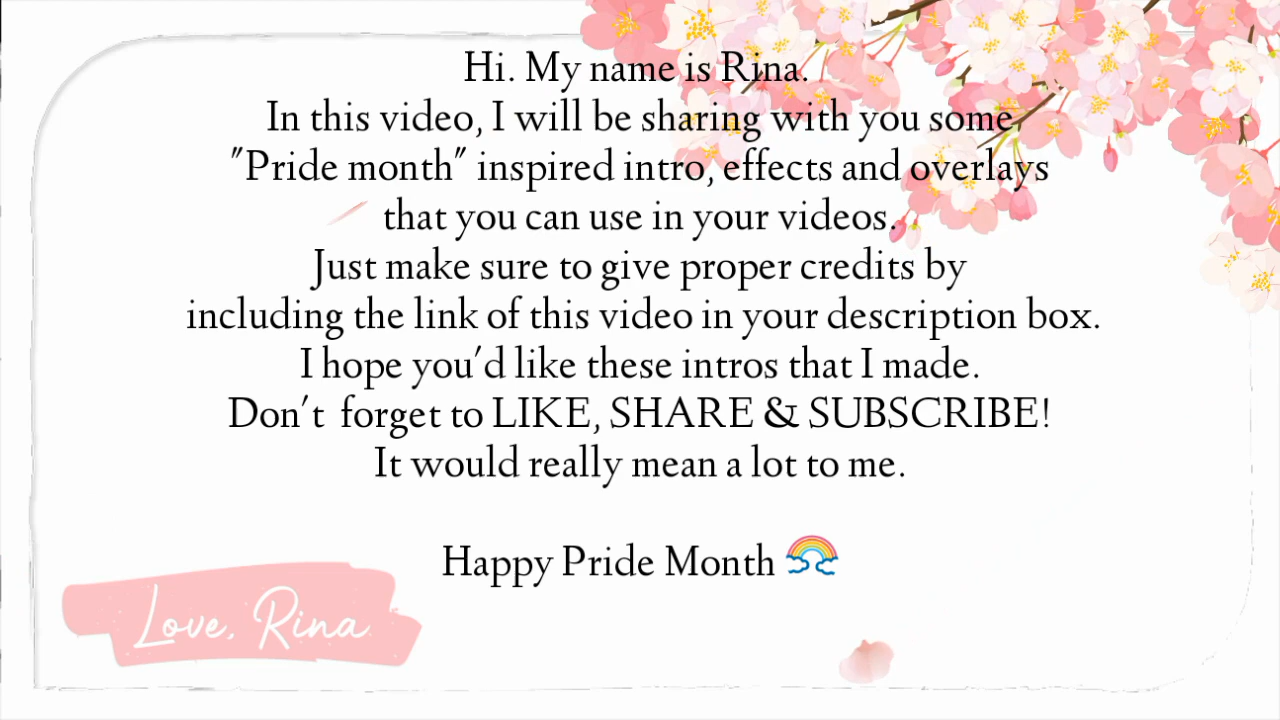 Hi. My name is Rina.
In this video, I will be sharing with you some
"Pride month" inspired intro, effects and overlays
that you can use in your videos.
Just make sure to give proper credits by
including the link of this video in your description box.
I hope you'd like these intros that I made.
Don't forget to LIKE, SHARE & SUBSCRIBE!
It would really mean a lot to me.
Happy Pride Month 🌈
Love, Rina